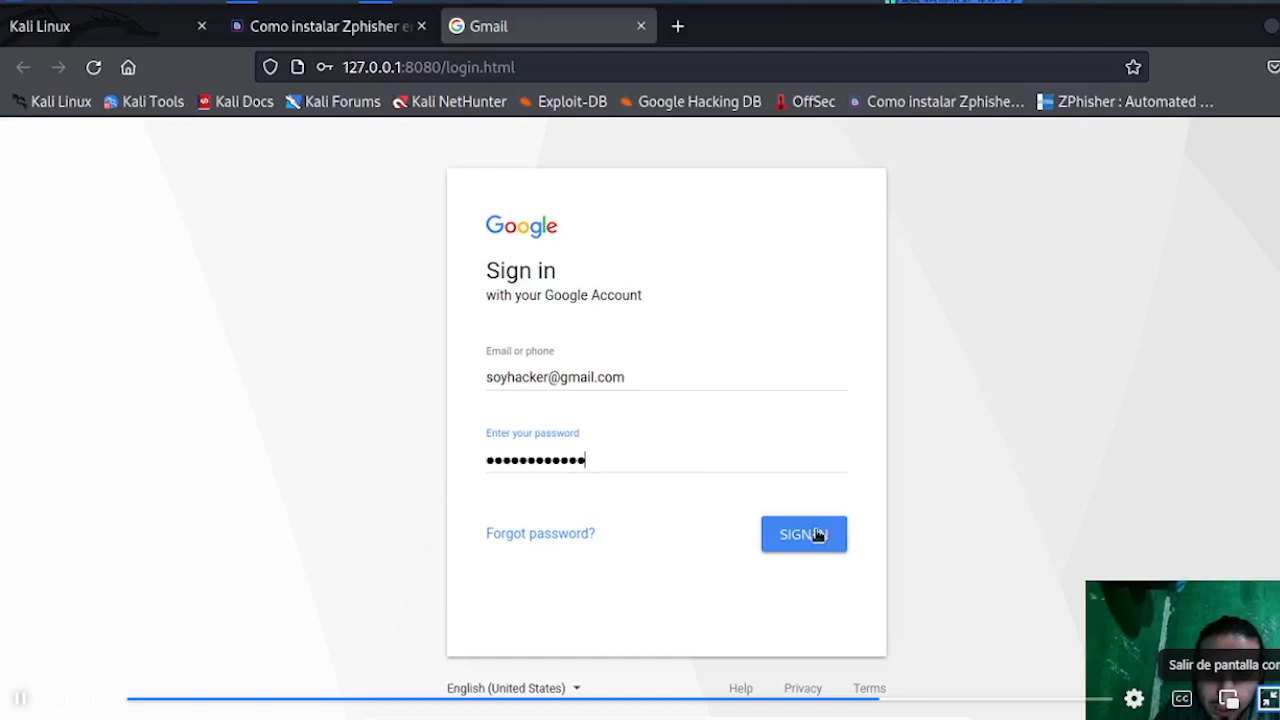 Kali Linux
Como instalar Zphisher en
Gmail
127.0.0.1:8080/login.html
Kali Linux
Kali Tools
Kali Docs
Kali Forums
Kali NetHunter
Exploit-DB
Google Hacking DB
OffSec
Como instalar Zphishe...
ZPhisher : Automated ...
Google
Sign in
with your Google Account
Email or phone
soyhacker@gmail.com
Enter your password
Forgot password?
SIGN
English (United States)
Help
Privacy
Terms
Salir de pantalla com
CC